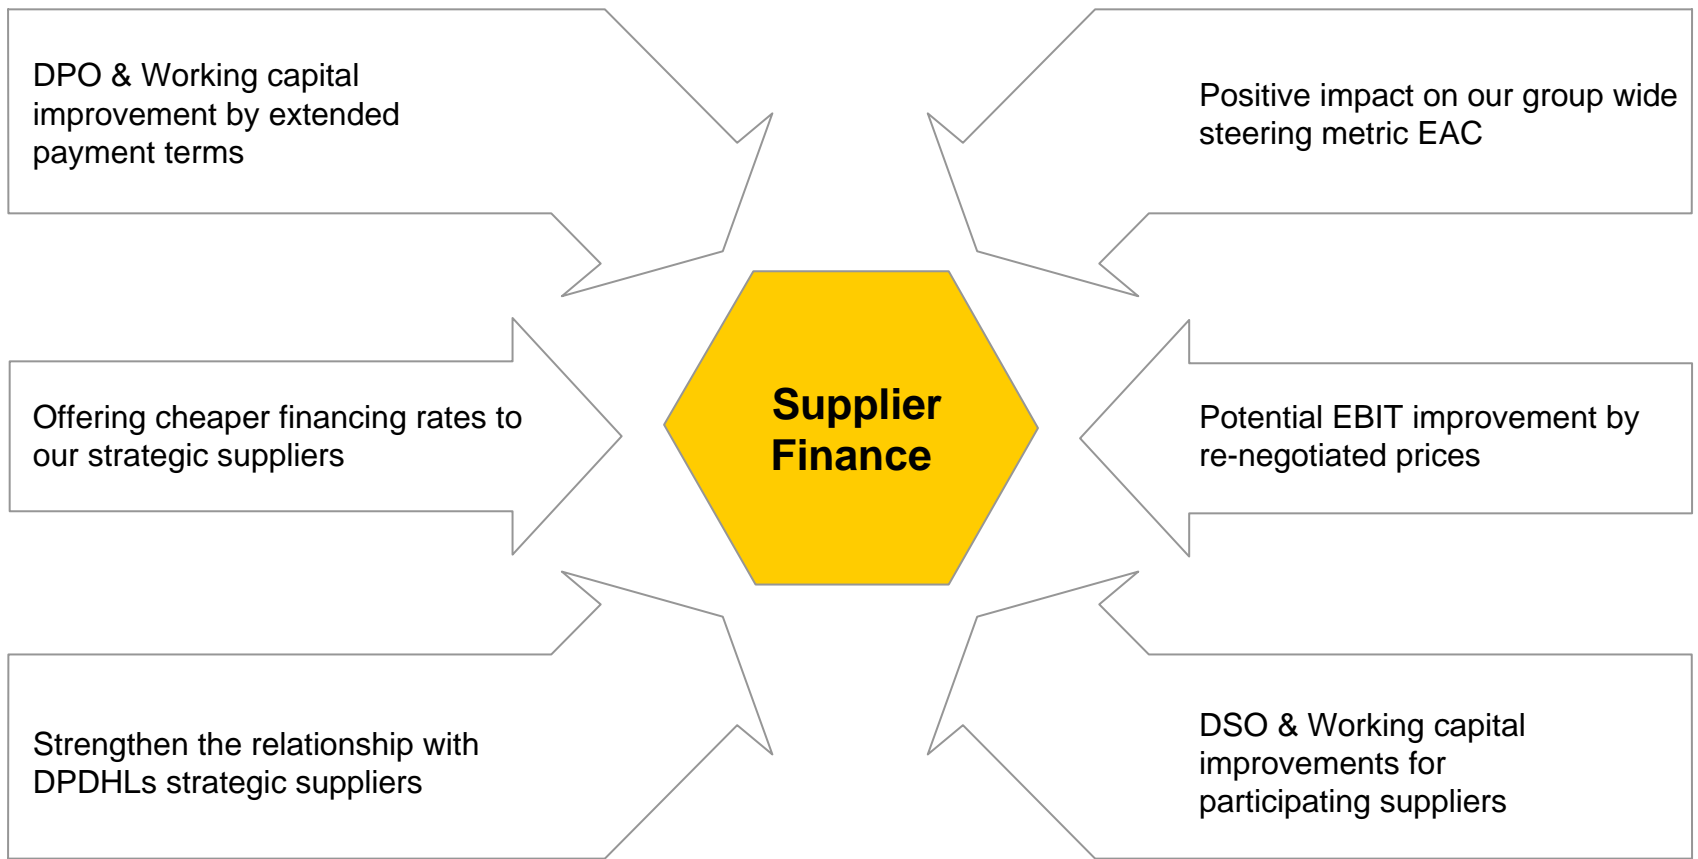 DPO & Working capital
improvement by extended
payment terms
Positive impact on our group wide
steering metric EAC
Offering cheaper financing rates to
our strategic suppliers
Supplier
Finance
Potential EBIT improvement by
re-negotiated prices
Strengthen the relationship with
DPDHLs strategic suppliers
DSO & Working capital
improvements for
participating suppliers